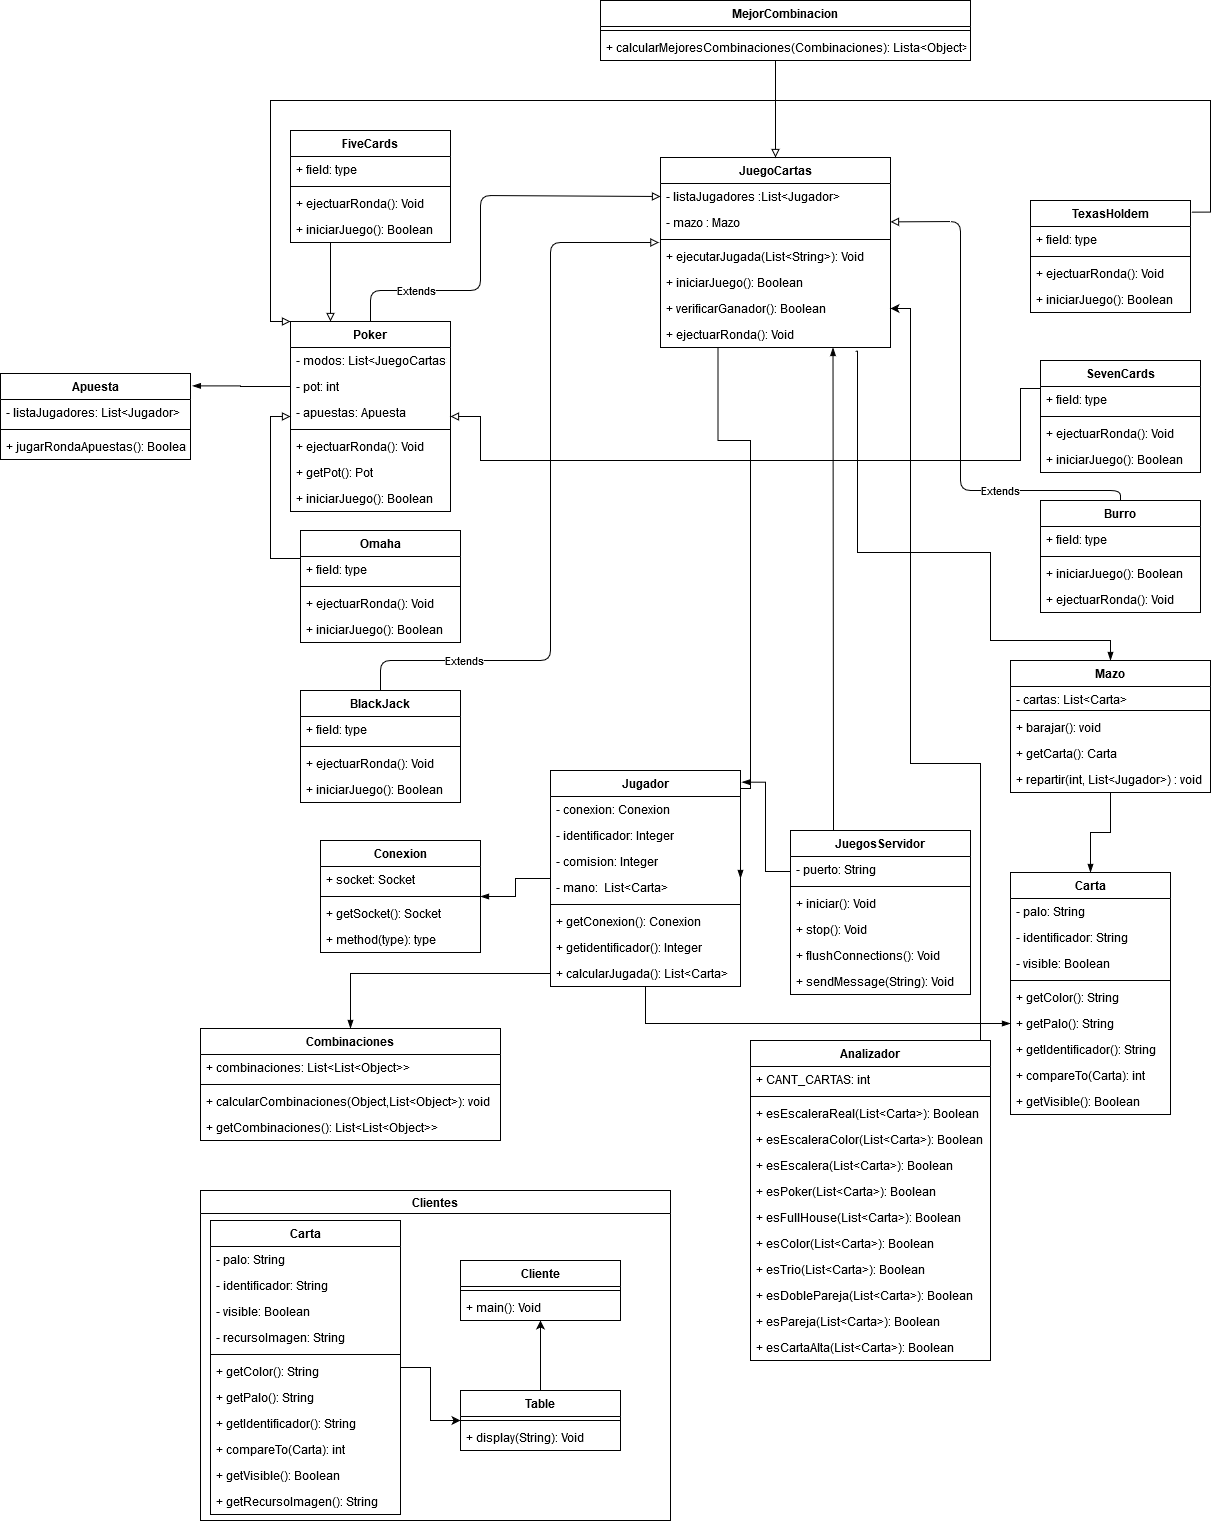 MejorCombinacion
+ calcularMejoresCombinaciones(Combinaciones): Lista<Object>
FiveCards
+ field: type
+ ejectuarRonda(): Void
+ iniciarJuego(): Boolean
JuegoCartas
- listaJugadores :List<Jugador>
- mazo : Mazo
+ ejecutarJugada(List<String>): Void
+ iniciarJuego(): Boolean
+ verificarGanador(): Boolean
+ ejectuarRonda(): Void
TexasHoldem
+ field: type
+ ejectuarRonda(): Void
+ iniciarJuego(): Boolean
Extends
Poker
- modos: List<JuegoCartas
- pot: int
- apuestas: Apuesta
+ ejectuarRonda(): Void
+ getPot(): Pot
+ iniciarJuego(): Boolean
Apuesta
- listaJugadores: List<Jugador>
+ jugarRondaApuestas(): Boolea
SevenCards
+ field: type
+ ejectuarRonda(): Void
+ iniciarJuego(): Boolean
Extends
Burro
+ field: type
+ iniciarJuego(): Boolean
+ ejectuarRonda(): Void
Omaha
+ field: type
+ ejectuarRonda(): Void
+ iniciarJuego(): Boolean
Extends
BlackJack
+ field: type
+ ejectuarRonda(): Void
+ iniciarJuego(): Boolean
Mazo
- cartas: List<Carta>
+ barajar(): void
+ getCarta(): Carta
+ repartir(int, List<Jugador>) : void
Jugador
- conexion: Conexion
- identificador: Integer
- comision: Integer
- mano:  List<Carta>
+ getConexion(): Conexion
+ getidentificador(): Integer
+ calcularJugada(): List<Carta>
Conexion
+ socket: Socket
+ getSocket(): Socket
+ method(type): type
JuegosServidor
- puerto: String
+ iniciar(): Void
+ stop(): Void
+ flushConnections(): Void
+ sendMessage(String): Void
Carta
- palo: String
- identificador: String
- visible: Boolean
+ getColor(): String
+ getPalo(): String
+ getIdentificador(): String
+ compareTo(Carta): int
+ getVisible(): Boolean
Combinaciones
+ combinaciones: List<List<Object>>
+ calcularCombinaciones(Object,List<Object>): void
+ getCombinaciones(): List<List<Object>>
Analizador
+ CANT_CARTAS: int
+ esEscaleraReal(List<Carta>): Boolean
+ esEscaleraColor(List<Carta>): Boolean
+ esEscalera(List<Carta>): Boolean
+ esPoker(List<Carta>): Boolean
+ esFullHouse(List<Carta>): Boolean
+ esColor(List<Carta>): Boolean
+ esTrio(List<Carta>): Boolean
+ esDoblePareja(List<Carta>): Boolean
+ esPareja(List<Carta>): Boolean
+ esCartaAlta(List<Carta>): Boolean
Clientes
Carta
- palo: String
- identificador: String
- visible: Boolean
- recursoImagen: String
+ getColor(): String
+ getPalo(): String
+ getIdentificador(): String
+ compareTo(Carta): int
+ getVisible(): Boolean
+ getRecursoImagen(): String
Cliente
+ main(): Void
Table
+ display(String): Void